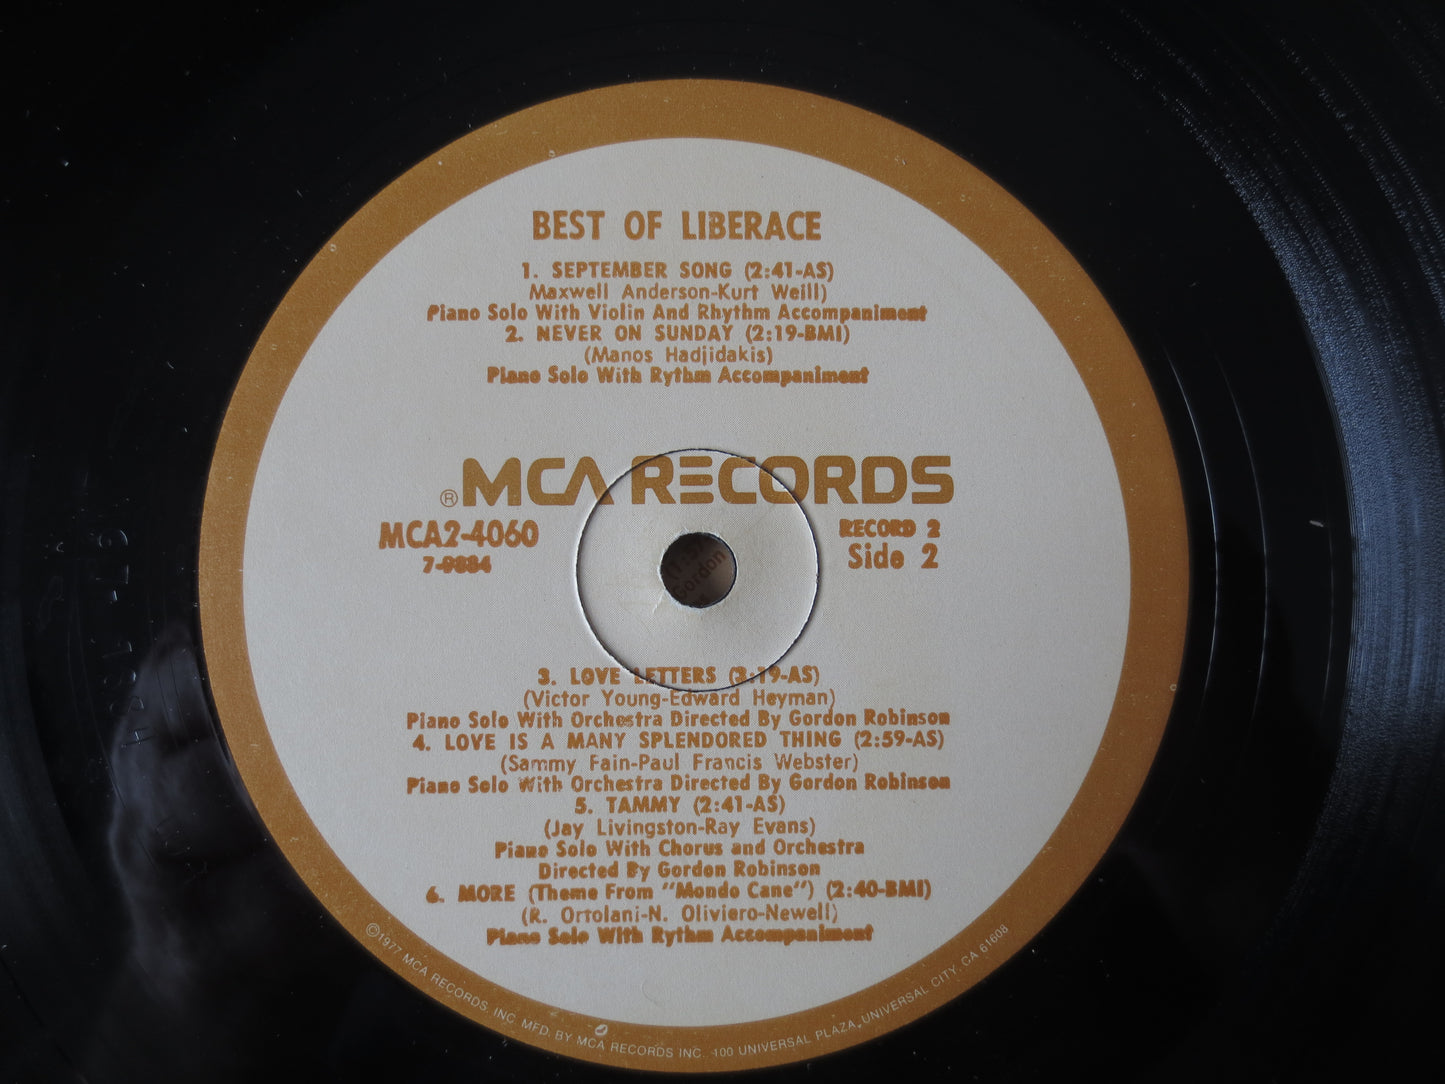 BEST OF LIBERACE
1. SEPTEMBER SONG (2:41-AS)
Maxwell Anderson-Kurt Weill)
Piano Solo With Violin And Rhythm Accompaniment
2. NEVER ON SUNDAY (2:19-BMI)
(Manos Hadjidakis)
Piano Solo With Rythm Accompaniment
® MCA RECORDS
MCA2-4060
7-9884
RECORD 2
Side 2
3. LOVE LETTERS (3:19-AS)
(Victor Young-Edward Heyman)
Piano Solo With Orchestra Directed By Gordon Robinson
4. LOVE IS A MANY SPLENDORED THING (2:59-AS)
(Sammy Fain-Paul Francis Webster)
Piano Solo With Orchestra Directed By Gordon Robinson
5. TAMMY (2:41-AS)
(Jay Livingston-Ray Evans)
Piano Solo With Chorus and Orchestra
Directed By Gordon Robinson
6. MORE (Theme From "Mondo Cane") (2:40-BMI)
(R. Ortolani-N. Oliviero-Newell)
Piano Solo With Rythm Accompaniment
©1977 MCA RECORDS, INC. MFD. BY MCA RECORDS INC. 100 UNIVERSAL PLAZA, UNIVERSAL CITY, CA 61608